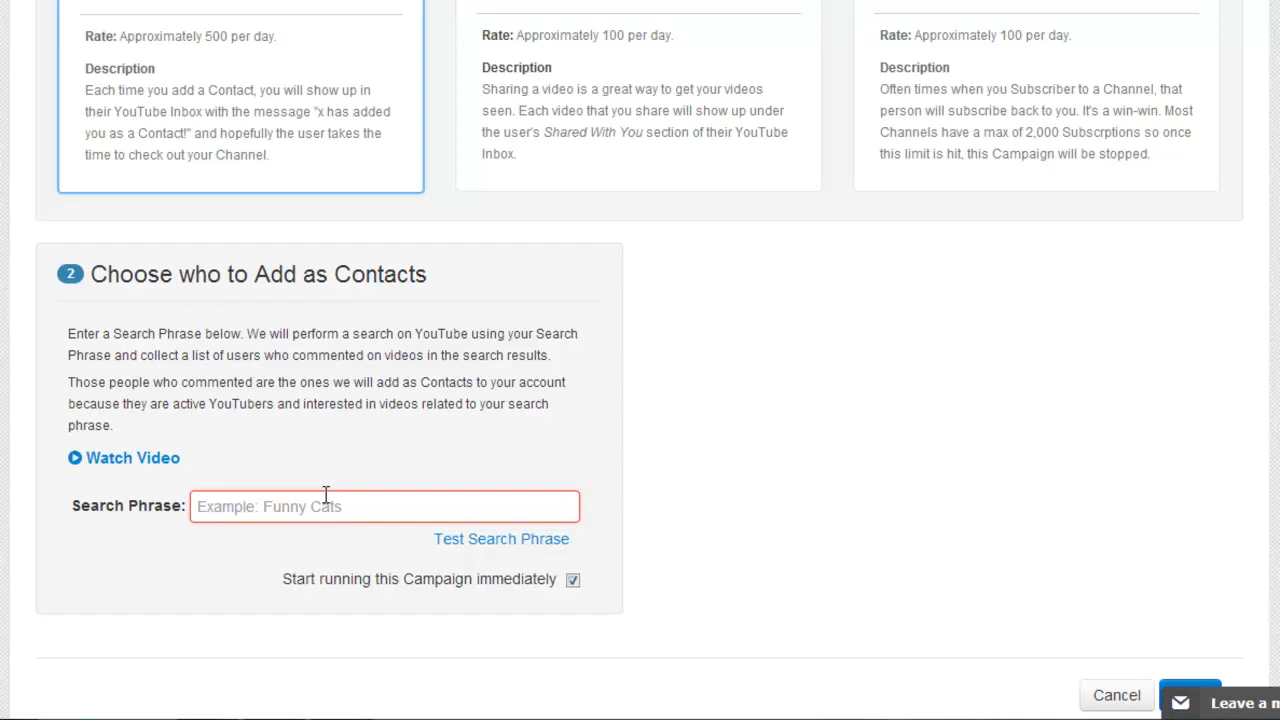 Rate: Approximately 500 per day.
Description
Each time you add a Contact, you will show up in
their YouTube Inbox with the message "x has added
you as a Contact!" and hopefully the user takes the
time to check out your Channel.
Rate: Approximately 100 per day.
Description
Sharing a video is a great way to get your videos
seen. Each video that you share will show up under
the user's Shared With You section of their YouTube
Inbox.
Rate: Approximately 100 per day.
Description
Often times when you Subscriber to a Channel, that
person will subscribe back to you. It's a win-win. Most
Channels have a max of 2,000 Subscrptions so once
this limit is hit, this Campaign will be stopped.
2 Choose who to Add as Contacts
Enter a Search Phrase below. We will perform a search on YouTube using your Search
Phrase and collect a list of users who commented on videos in the search results.
Those people who commented are the ones we will add as Contacts to your account
because they are active YouTubers and interested in videos related to your search
phrase.
Watch Video
Search Phrase: Example: Funny Cats
Test Search Phrase
Start running this Campaign immediately
Cancel
Leave a m